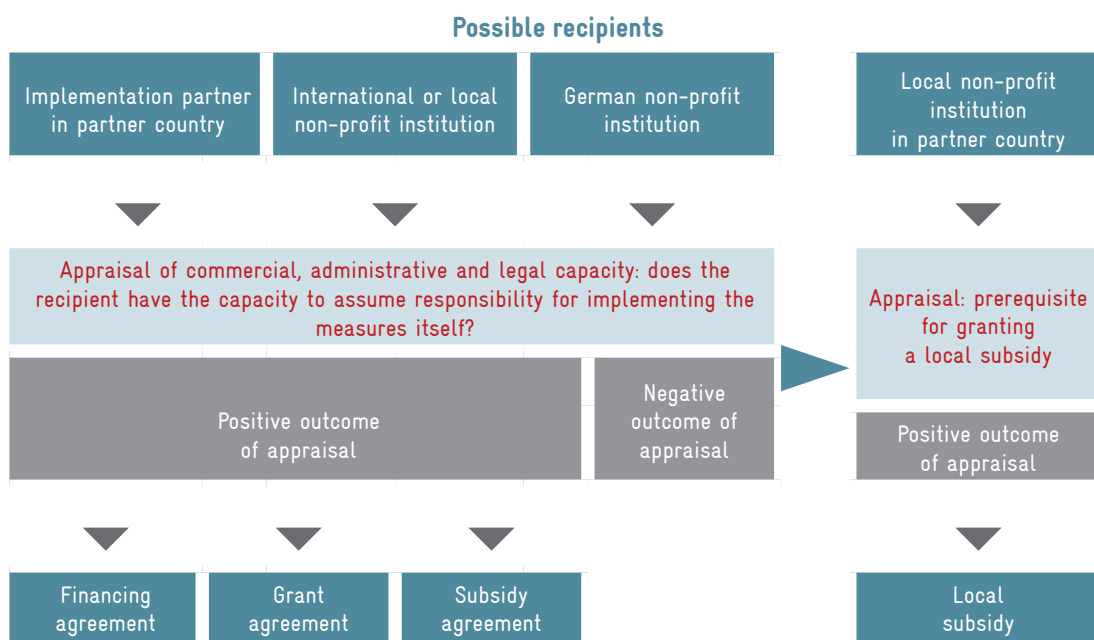 Possible recipients
Implementation partner
in partner country
International or local
non-profit institution
German non-profit
institution
Local non-profit
institution
in partner country
Appraisal of commercial, administrative and legal capacity: does the
recipient have the capacity to assume responsibility for implementing the
measures itself?
Appraisal: prerequisite
for granting
a local subsidy
Positive outcome
of appraisal
Negative
outcome of
appraisal
Positive outcome
of appraisal
Financing
agreement
Grant
agreement
Subsidy
agreement
Local
subsidy